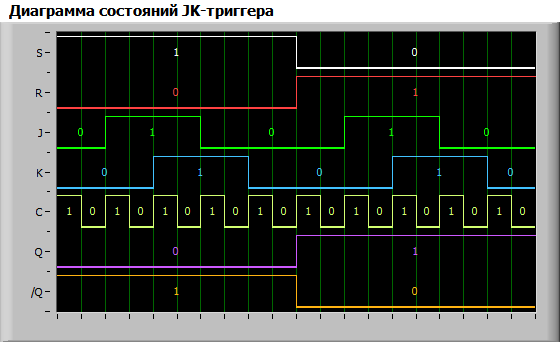 Диаграмма состояний JK-триггера
S 1 0
R 0 1
J 0 1 0 1 0
K 0 1 0 1 0
C 1 0 1 0 1 0 1 0 1 0 1 0 1 0 1 0 1 0 1 0
Q 0 1
/Q 1 0